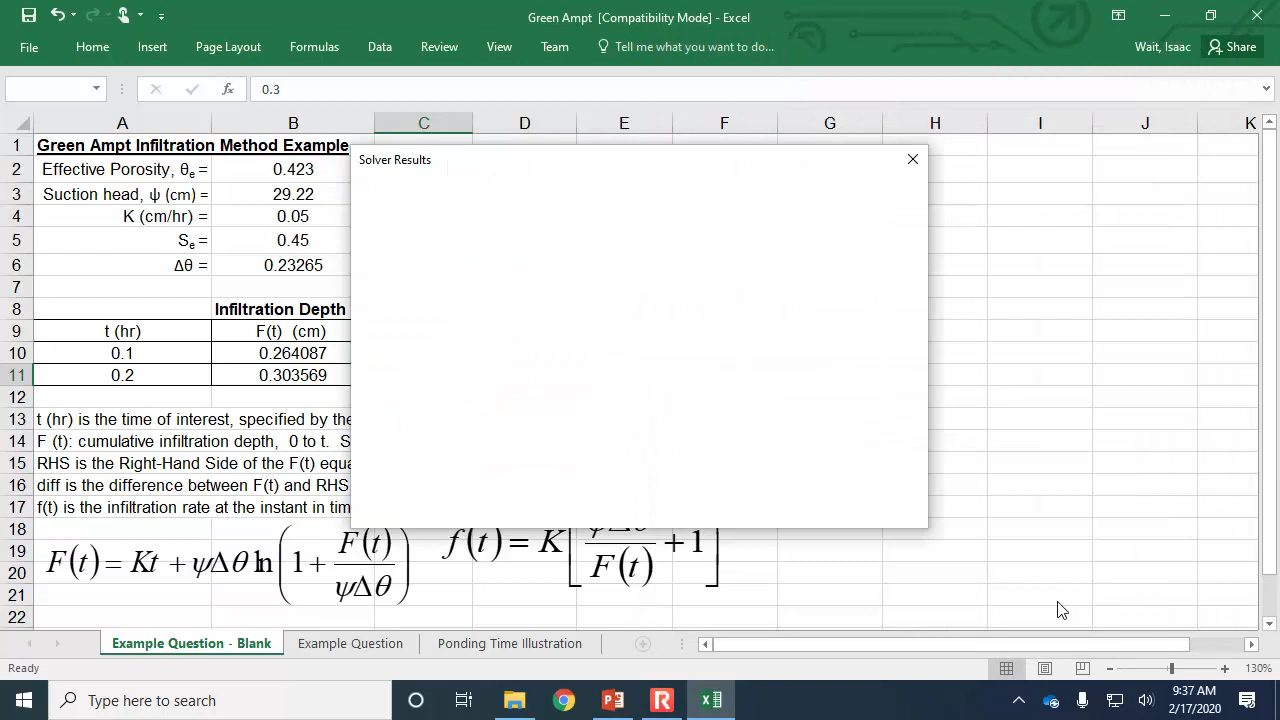 Green Ampt [Compatibility Mode] - Excel
File Home Insert Page Layout Formulas Data Review View Team Tell me what you want to do... Wait, Isaac Share
fx 0.3
A B C D E F G H I J K
1 Green Ampt Infiltration Method Example
2 Effective Porosity, θe = 0.423
3 Suction head, ψ (cm) = 29.22
4 K (cm/hr) = 0.05
5 Se = 0.45
6 Δθ = 0.23265
7
8 Infiltration Depth
9 t (hr) F(t) (cm)
10 0.1 0.264087
11 0.2 0.303569
12
13 t (hr) is the time of interest, specified by the
14 F (t): cumulative infiltration depth, 0 to t. S
15 RHS is the Right-Hand Side of the F(t) equa
16 diff is the difference between F(t) and RHS
17 f(t) is the infiltration rate at the instant in tim
18
19
20
21
22
Solver Results
F(t) = Kt + ψΔθ ln(1 + F(t)/ψΔθ)
f(t) = K[ψΔθ/F(t) + 1]
Example Question - Blank Example Question Ponding Time Illustration
Ready 130%
Type here to search 9:37 AM
2/17/2020